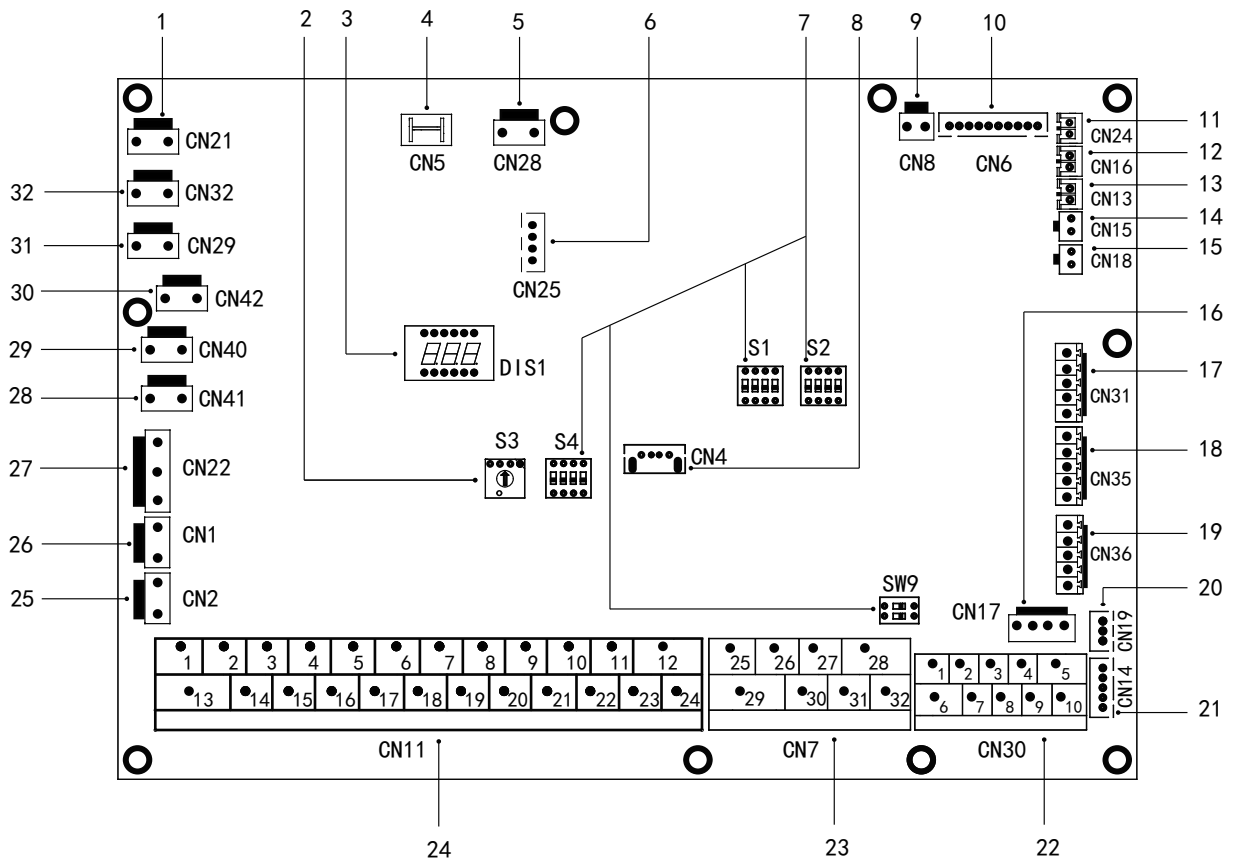 1 2 3 4 5 6 7 8 9 10
CN21 CN5 CN28 CN8 CN6 CN24 11
CN16 12
32 CN32 CN13 13
CN15 14
31 CN29 CN18 15
CN25
30 CN42 16
29 CN40 DIS1 S1 S2
CN31 17
28 CN41
S3 S4 CN4 18
27 CN22 CN35
26 CN1 CN36 19
SW9 20
25 CN2 CN17 CN19
1 2 3 4 5 6 7 8 9 10 11 12 25 26 27 28 1 2 3 4 5
13 14 15 16 17 18 19 20 21 22 23 24 29 30 31 32 6 7 8 9 10 CN14 21
CN11 CN7 CN30
24 23 22